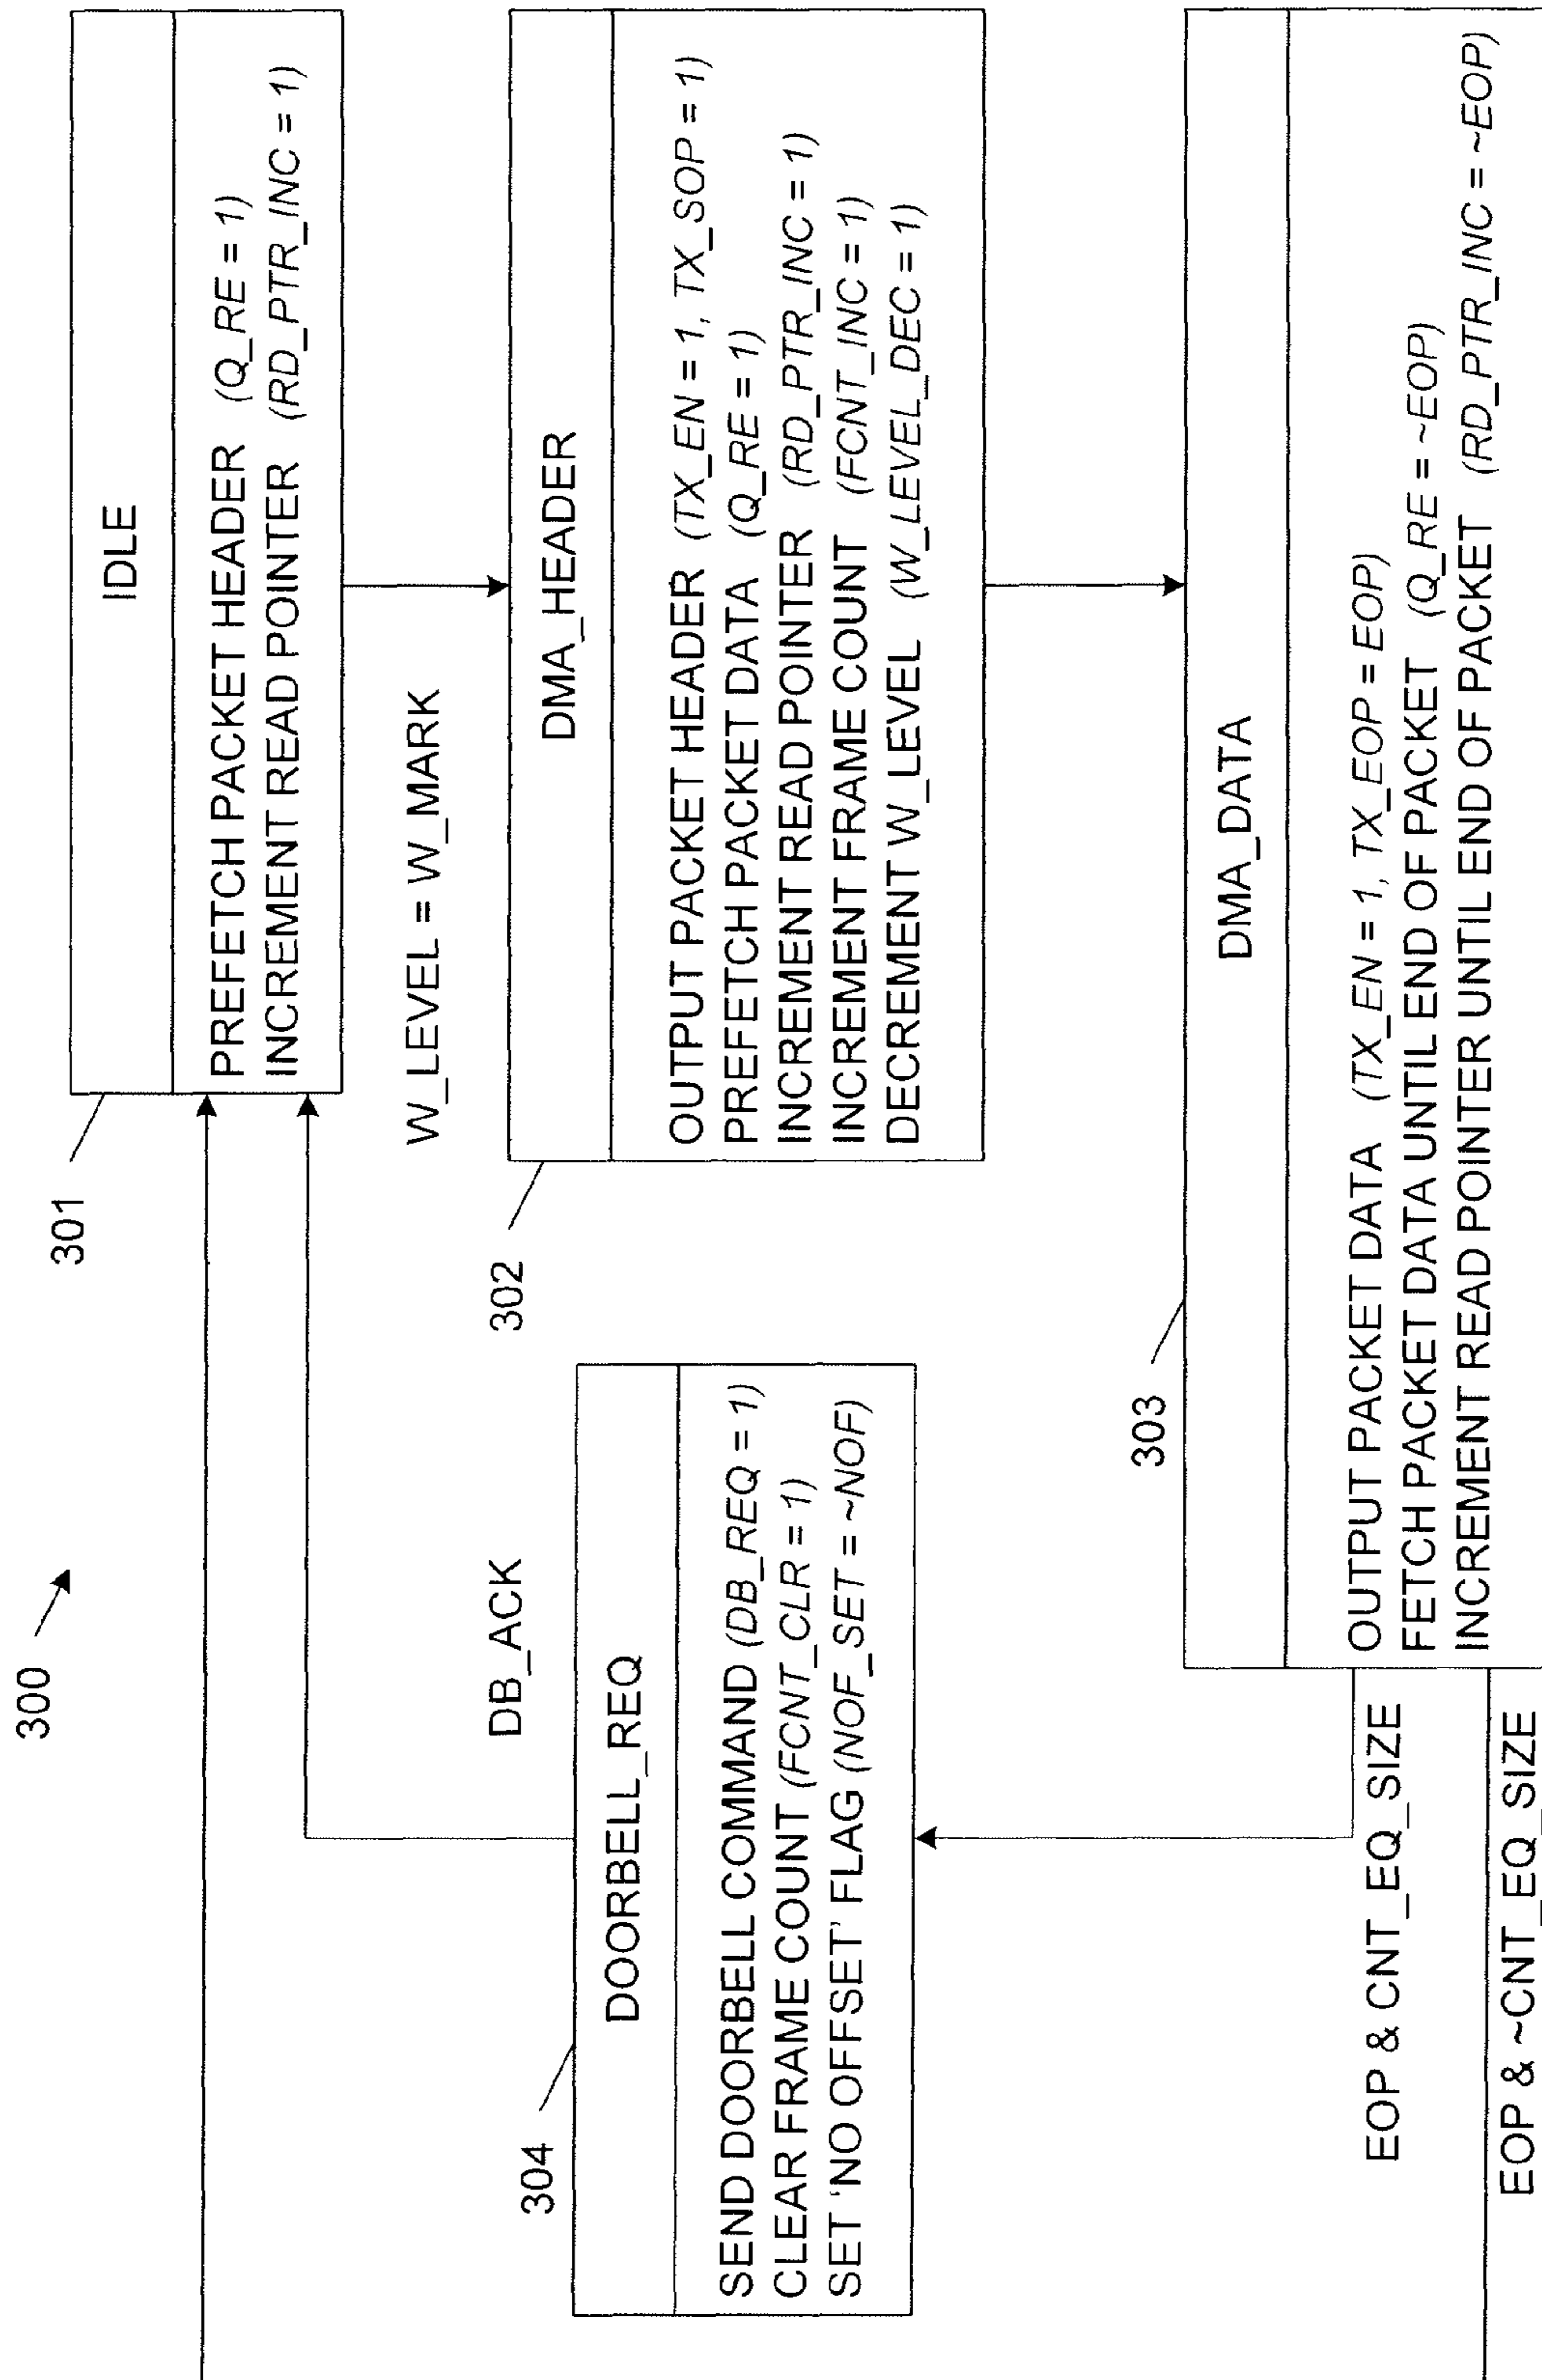 300
301
IDLE
PREFETCH PACKET HEADER (Q_RE = 1)
INCREMENT READ POINTER (RD_PTR_INC = 1)
W_LEVEL = W_MARK
302
DMA_HEADER
OUTPUT PACKET HEADER (TX_EN = 1, TX_SOP = 1)
PREFETCH PACKET DATA (Q_RE = 1)
INCREMENT READ POINTER (RD_PTR_INC = 1)
INCREMENT FRAME COUNT (FCNT_INC = 1)
DECREMENT W_LEVEL (W_LEVEL_DEC = 1)
DB_ACK
304
DOORBELL_REQ
SEND DOORBELL COMMAND (DB_REQ = 1)
CLEAR FRAME COUNT (FCNT_CLR = 1)
SET 'NO OFFSET' FLAG (NOF_SET = ~NOF)
303
DMA_DATA
OUTPUT PACKET DATA (TX_EN = 1, TX_EOP = EOP)
FETCH PACKET DATA UNTIL END OF PACKET (Q_RE = ~EOP)
INCREMENT READ POINTER UNTIL END OF PACKET (RD_PTR_INC = ~EOP)
EOP & CNT_EQ_SIZE
EOP & ~CNT_EQ_SIZE